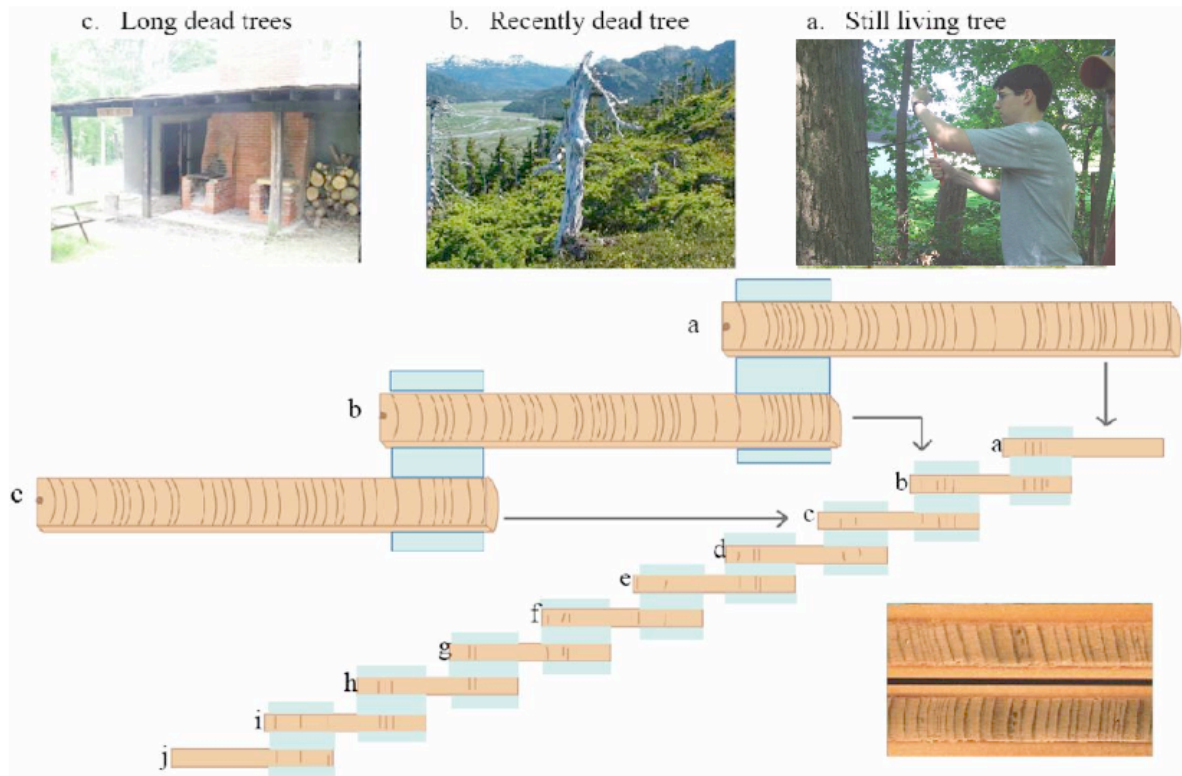 c. Long dead trees
b. Recently dead tree
a. Still living tree
a
b
c
a
b
c
d
e
f
g
h
i
j